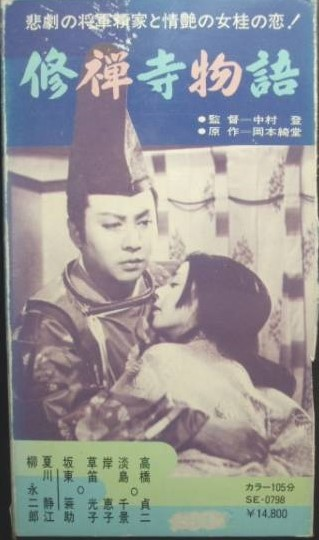 悲劇の将軍頼家と情艶の女桂の恋!
修禅寺物語
●監督=中村 登
●原作=岡本綺堂
高橋 貞二
淡島 千景
岸 恵子
草笛 光子
坂東 簑助
夏川 静江
柳 永二郎
カラー105分
SE-0798
¥14,800